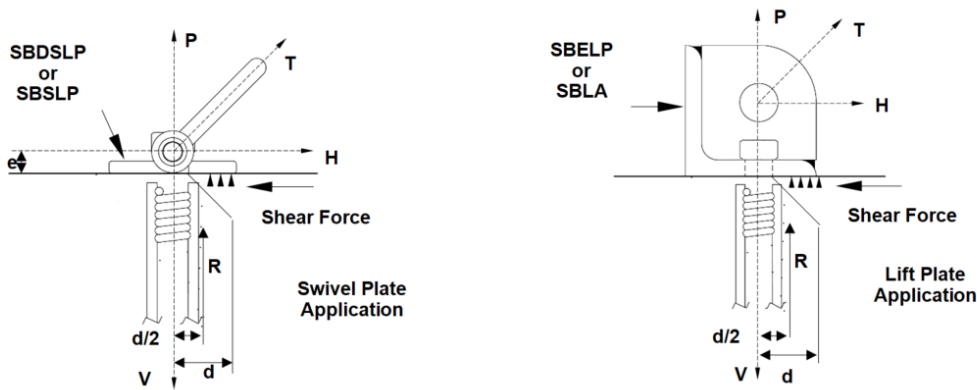 SBDSLP
or
SBSLP
P
T
H
e
Shear Force
R
Swivel Plate
Application
d/2
d
V
SBELP
or
SBLA
P
T
H
Shear Force
R
Lift Plate
Application
d/2
d
V